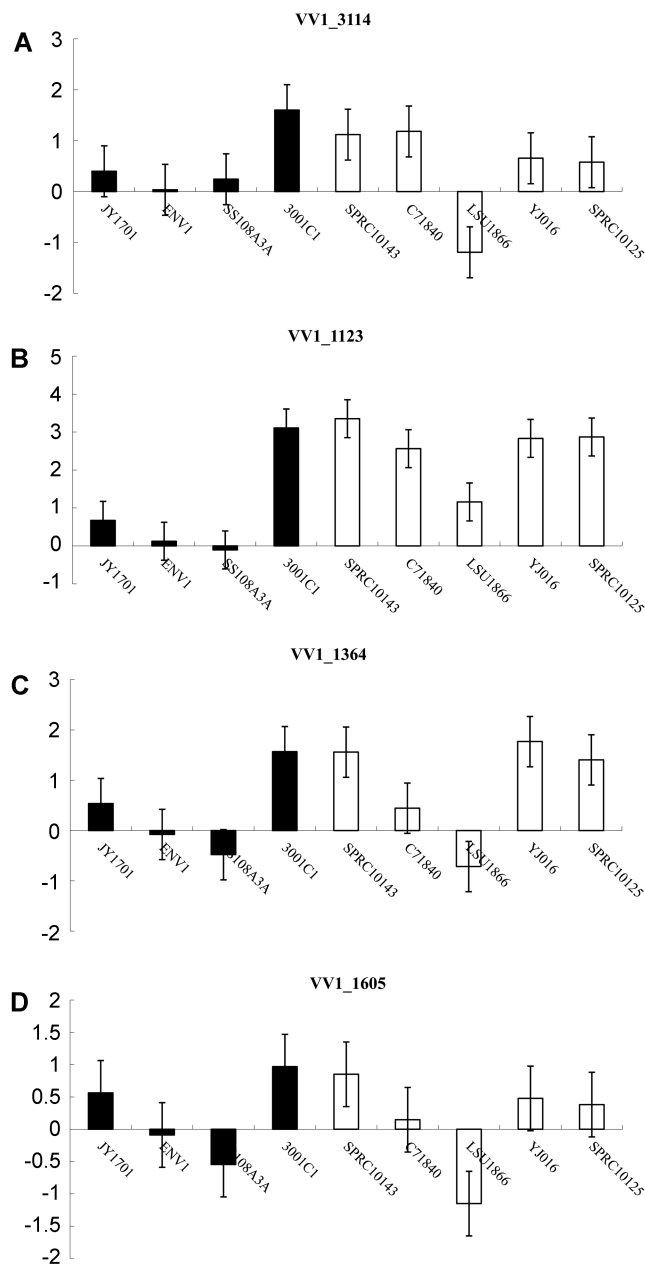 VV1_3114
A
3
2
1
0
-1
-2
JY1701
ENV1
SS108A3A
3001C1
SPRC10143
C71840
LSU1866
YJ016
SPRC10125
VV1_1123
B
5
4
3
2
1
0
-1
JY1701
ENV1
SS108A3A
3001C1
SPRC10143
C71840
LSU1866
YJ016
SPRC10125
VV1_1364
C
3
2
1
0
-1
-2
JY1701
ENV1
3001C1
SPRC10143
C71840
LSU1866
YJ016
SPRC10125
VV1_1605
D
2
1.5
1
0.5
0
-0.5
-1
-1.5
-2
JY1701
ENV1
3001C1
SPRC10143
C71840
LSU1866
YJ016
SPRC10125